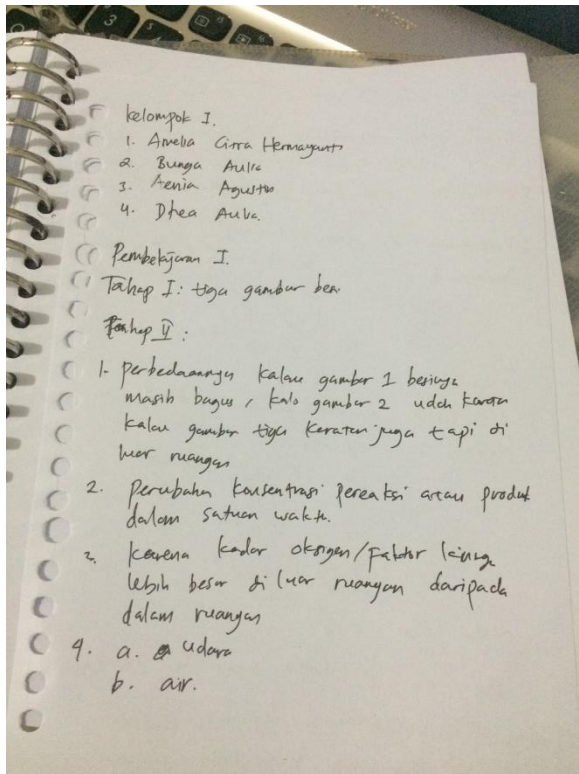 Kelompok I.
1. Amelia Citra Hermayanti
2. Bunga Aulia
3. Agustin
4. Dhea Aulia.
Pembelajaran I.
Tahap I: tiga gambar besi
Tahap II :
1. perbedaannya kalau gambar 1 besinya
masih bagus, kalo gambar 2 udah karatan
kalau gambar tiga karatan juga tapi di
luar ruangan
2. perubahan konsentrasi pereaksi atau produk
dalam satuan waktu.
3. karena kadar oksigen/faktor lainnya
lebih besar di luar ruangan daripada
dalam ruangan
4. a. udara
b. air.
3